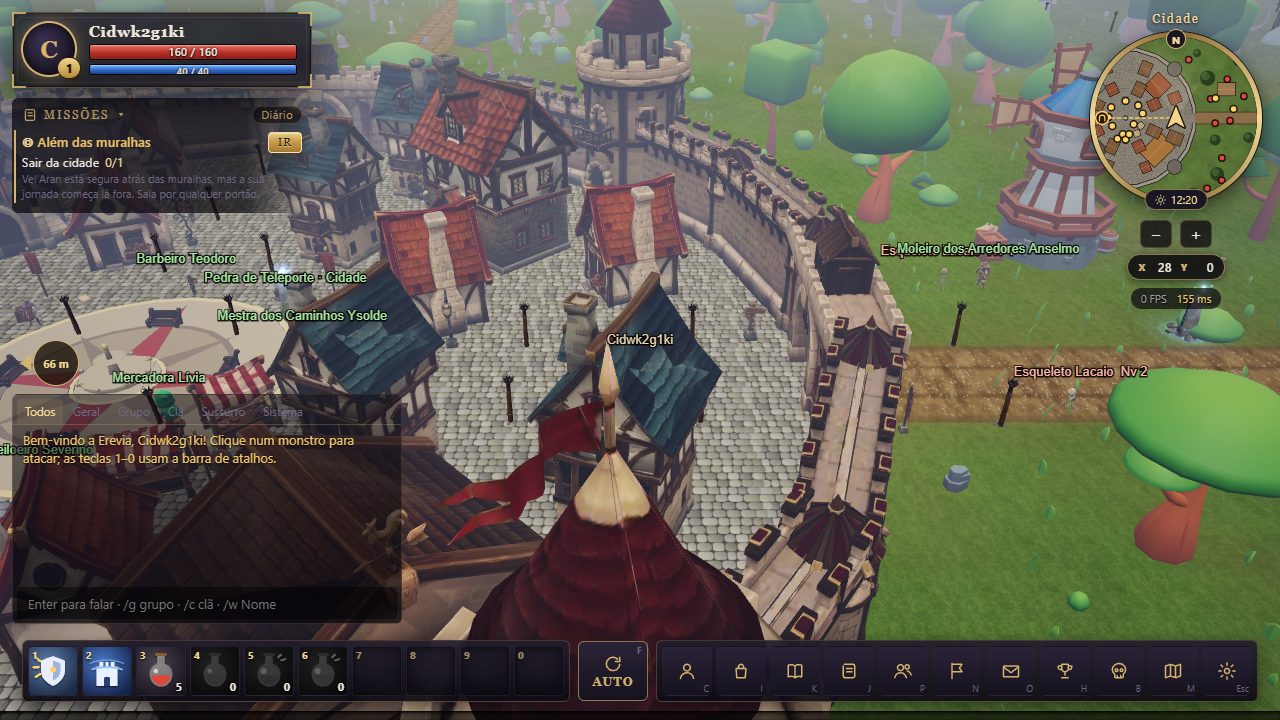 Cidwk2g1ki
C
1
160 / 160
40 / 40
MISSÕES
Diário
Além das muralhas
IR
Sair da cidade 0/1
Vel'Aran está segura atrás das muralhas, mas a sua
jornada começa lá fora. Saia por qualquer portão.
Cidade
N
12:20
−
+
X 28 Y 0
0 FPS 155 ms
Barbeiro Teodoro
Pedra de Teleporte · Cidade
Mestra dos Caminhos Ysolde
Moleiro dos Arredores Anselmo
Cidwk2g1ki
66 m
Mercadora Lívia
Esqueleto Lacaio Nv 2
Todos
Geral
Grupo
Clã
Sussurro
Sistema
Bem-vindo a Erevia, Cidwk2g1ki! Clique num monstro para
atacar; as teclas 1–0 usam a barra de atalhos.
Severino
Enter para falar · /g grupo · /c clã · /w Nome
1
2
3
5
4
0
5
0
6
0
7
8
9
0
F
AUTO
C
I
K
J
P
N
O
H
B
M
Esc